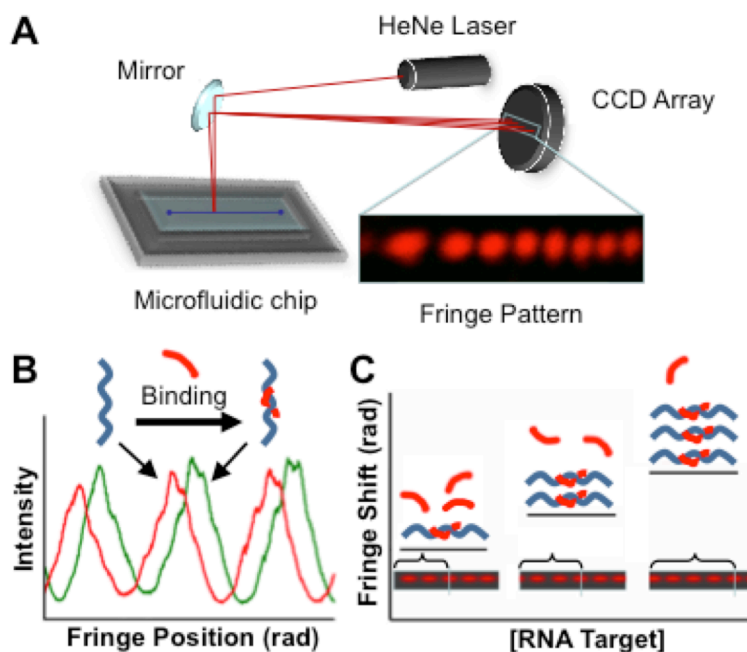 A
HeNe Laser
Mirror
CCD Array
Microfluidic chip
Fringe Pattern
B
Binding
Intensity
Fringe Position (rad)
C
Fringe Shift (rad)
[RNA Target]